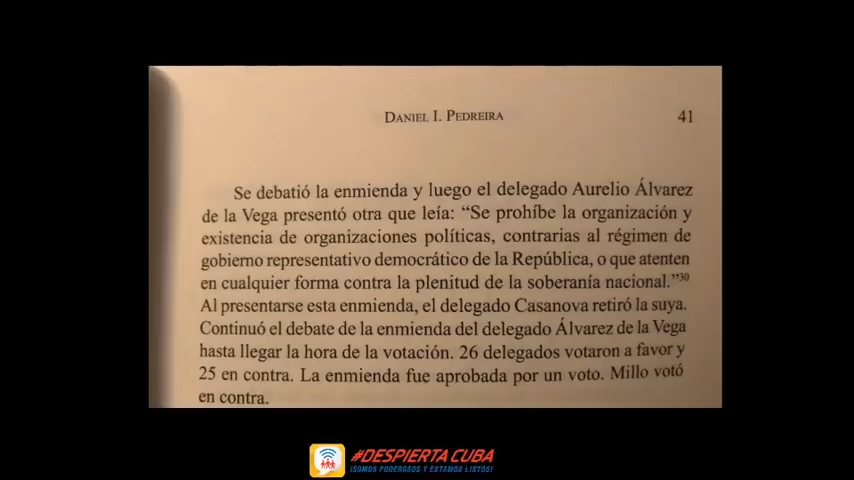 DANIEL I. PEDREIRA
41
Se debatió la enmienda y luego el delegado Aurelio Álvarez
de la Vega presentó otra que leía: “Se prohíbe la organización y
existencia de organizaciones políticas, contrarias al régimen de
gobierno representativo democrático de la República, o que atenten
en cualquier forma contra la plenitud de la soberanía nacional.”30
Al presentarse esta enmienda, el delegado Casanova retiró la suya.
Continuó el debate de la enmienda del delegado Álvarez de la Vega
hasta llegar la hora de la votación. 26 delegados votaron a favor y
25 en contra. La enmienda fue aprobada por un voto. Millo votó
en contra.
#DESPIERTA CUBA
¡SOMOS PODEROSOS Y ESTAMOS LISTOS!